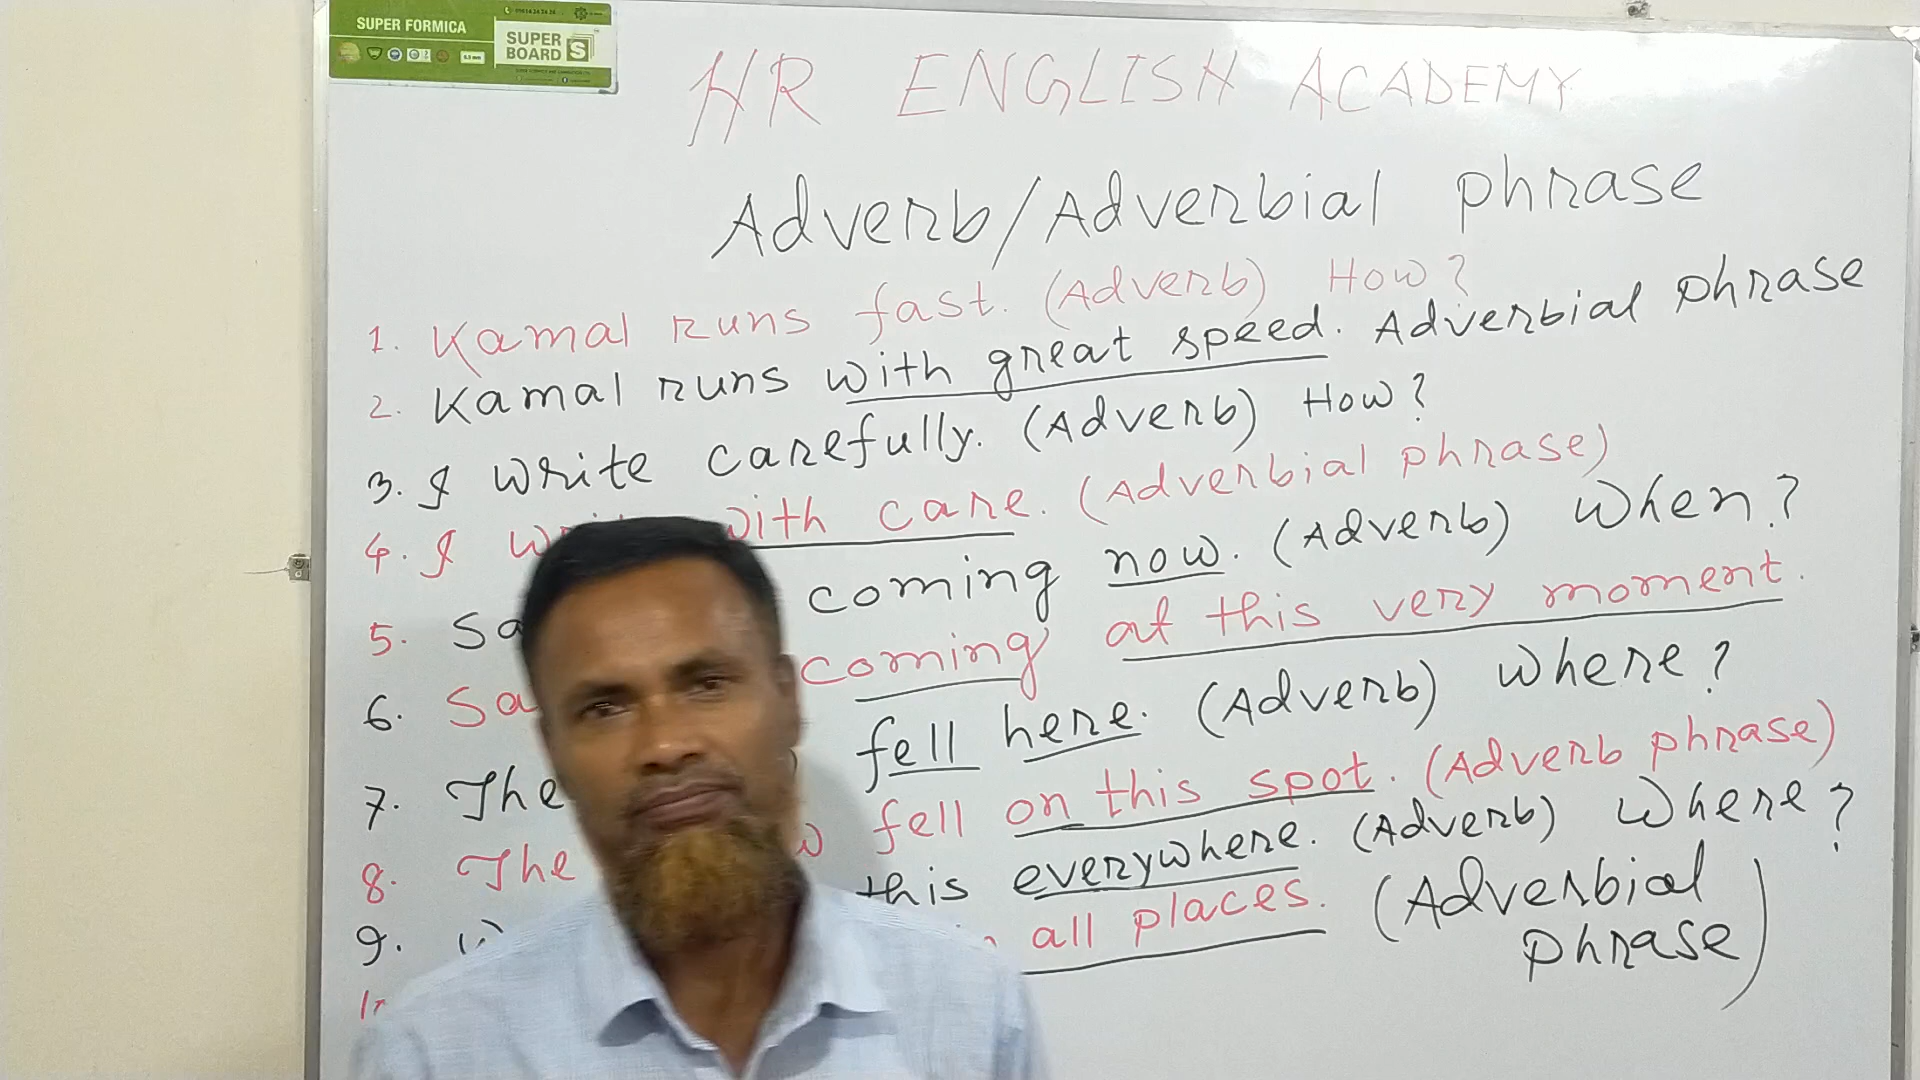 SUPER FORMICA
SUPER
BOARD S
HR ENGLISH ACADEMY
Adverb/Adverbial phrase
1. Kamal runs fast. (Adverb) How?
2. Kamal runs with great speed. Adverbial phrase
3. I write carefully. (Adverb) How?
4. I with care. (Adverbial phrase)
5. Sa coming now. (Adverb) When?
6. Sa coming at this very moment.
7. The fell here. (Adverb) where?
8. The w fell on this spot. (Adverb phrase)
9. W this everywhere. (Adverb) where?
all places. (Adverbial
phrase)